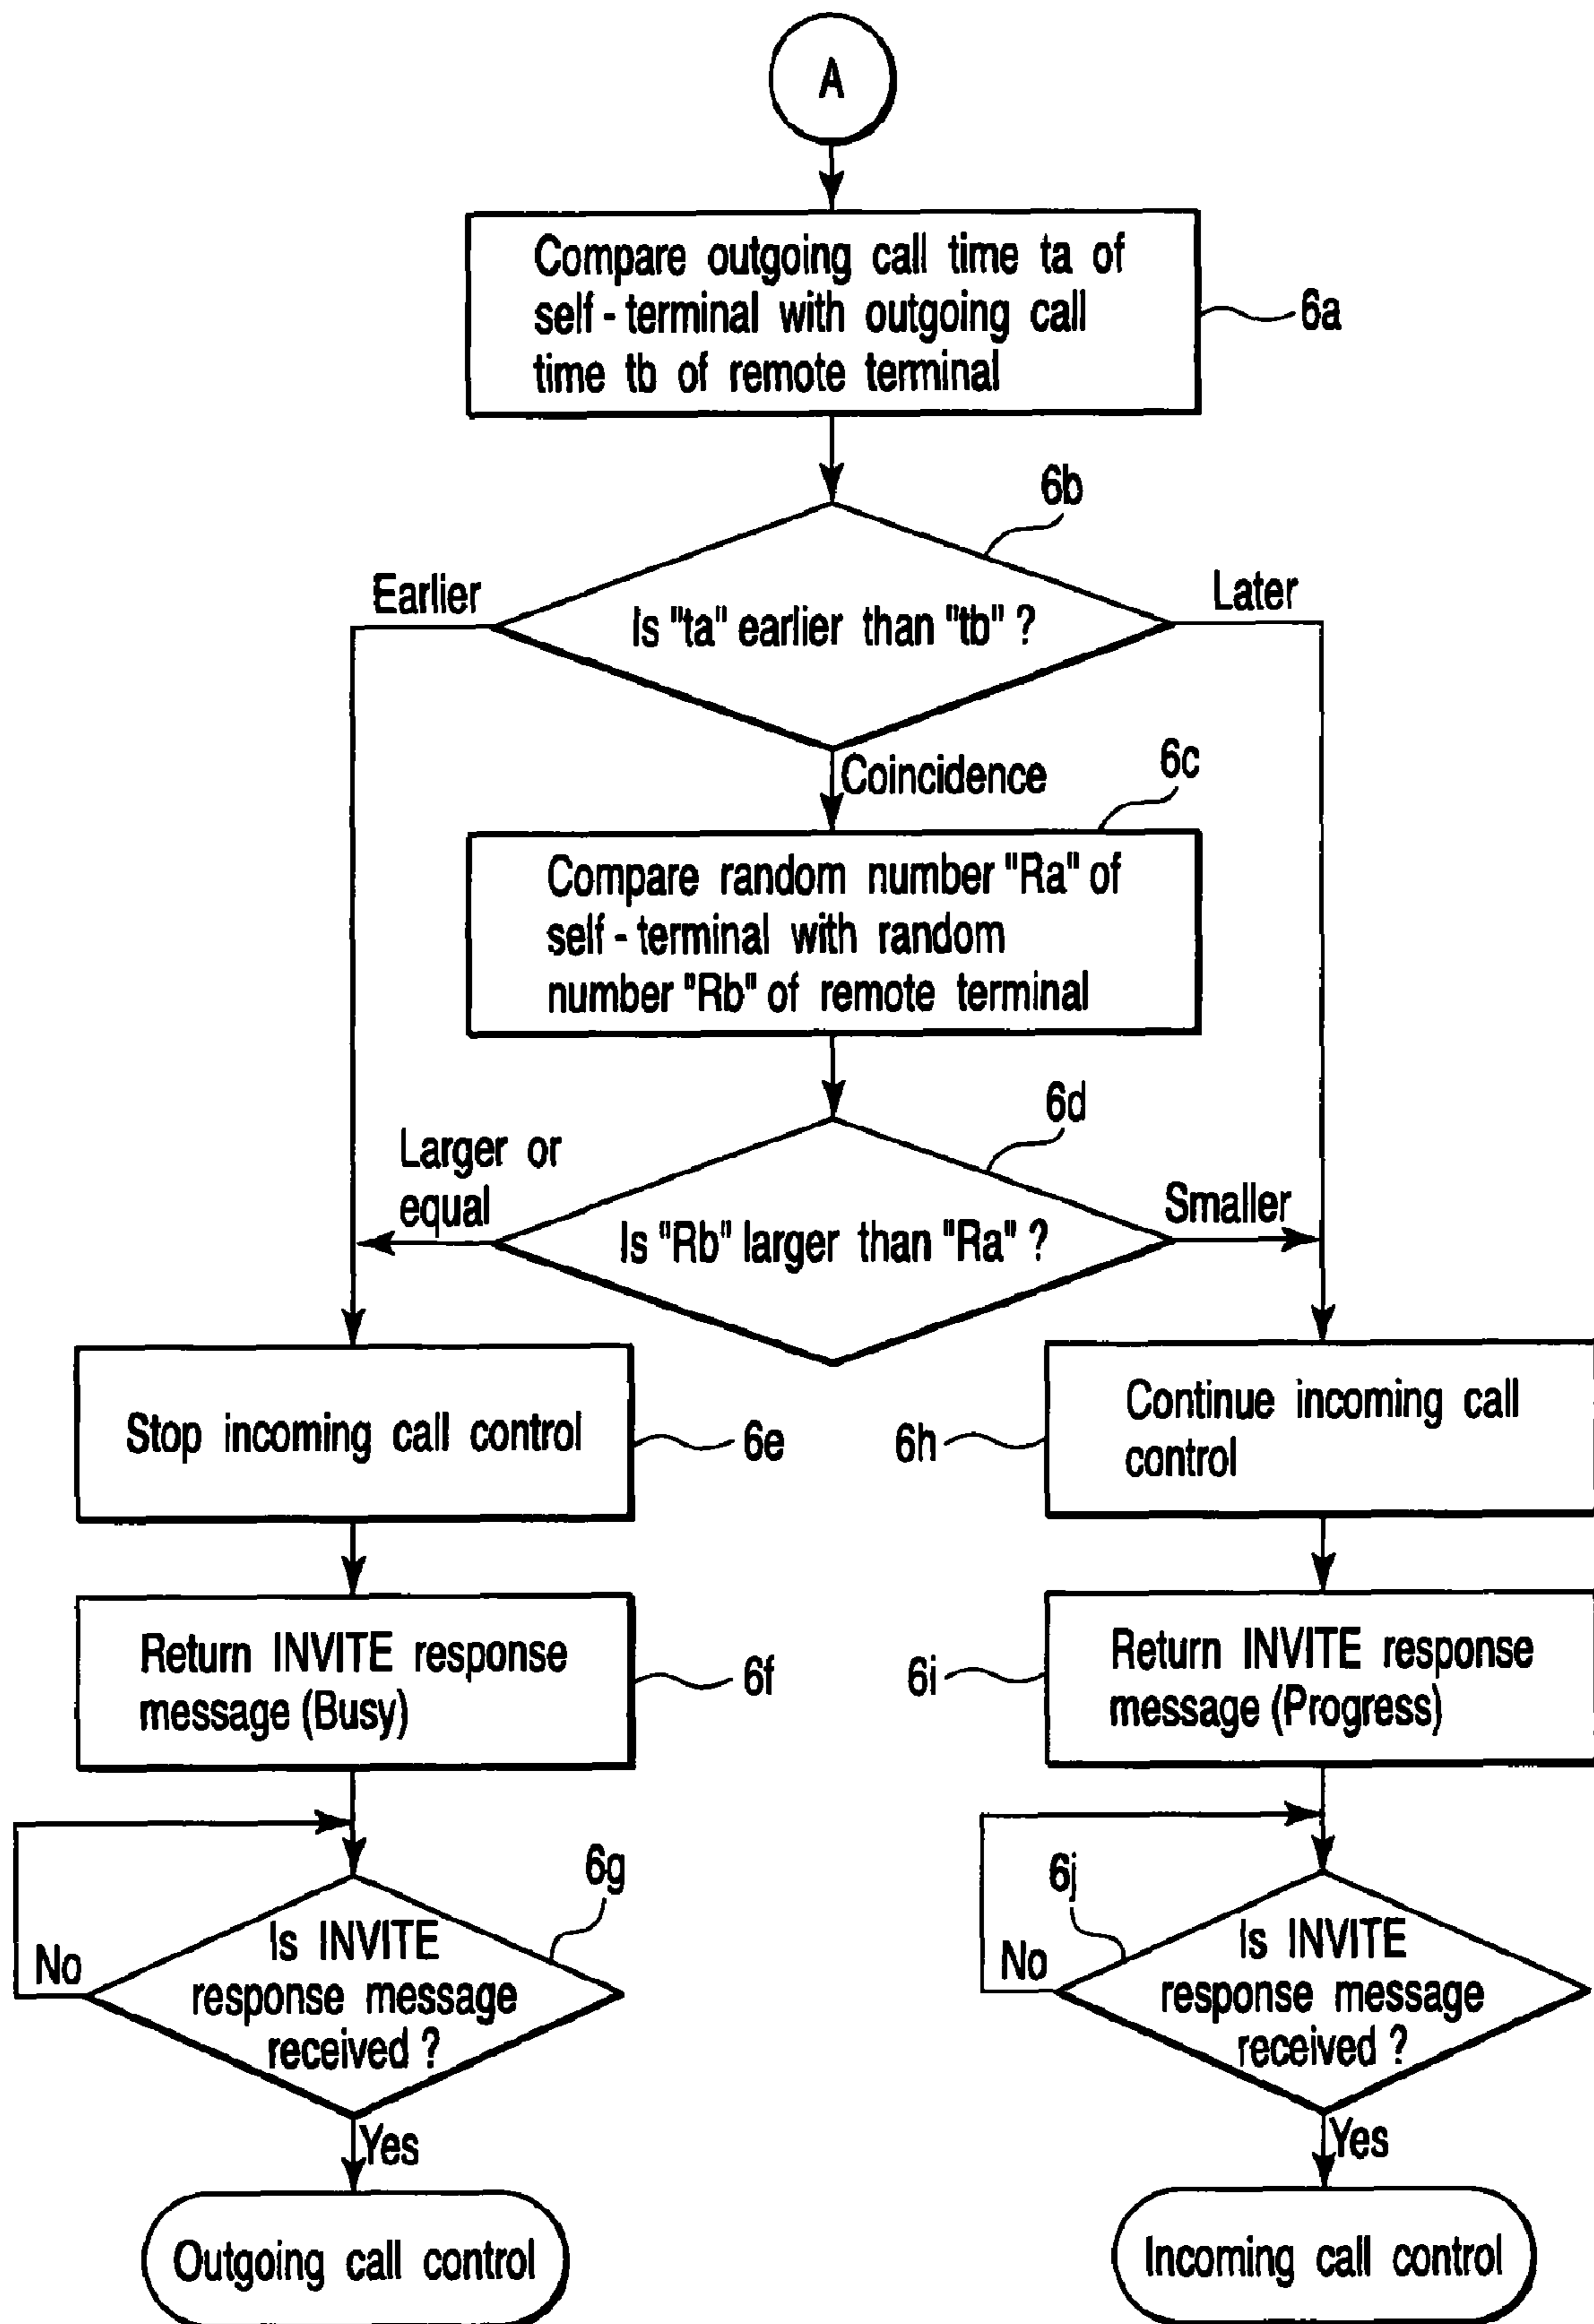 A
Compare outgoing call time ta of
self - terminal with outgoing call
time tb of remote terminal
6a
6b
Earlier
Later
Is "ta" earlier than "tb" ?
Coincidence
6c
Compare random number "Ra" of
self - terminal with random
number "Rb" of remote terminal
6d
Larger or
equal
Smaller
Is "Rb" larger than "Ra" ?
Stop incoming call control
6e
6h
Continue incoming call
control
Return INVITE response
message (Busy)
6f
6i
Return INVITE response
message (Progress)
6g
6j
No
Is INVITE
response message
received ?
No
Is INVITE
response message
received ?
Yes
Yes
Outgoing call control
Incoming call control